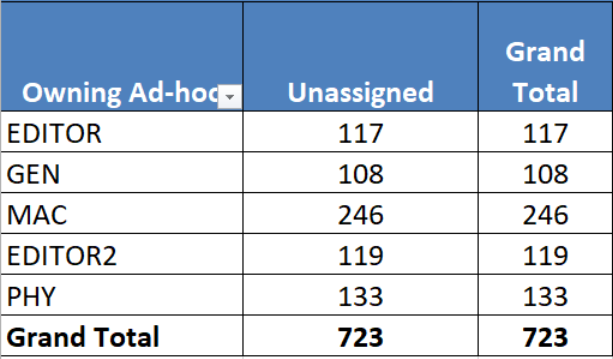 Owning Ad-hoc Unassigned Grand Total
EDITOR 117 117
GEN 108 108
MAC 246 246
EDITOR2 119 119
PHY 133 133
Grand Total 723 723